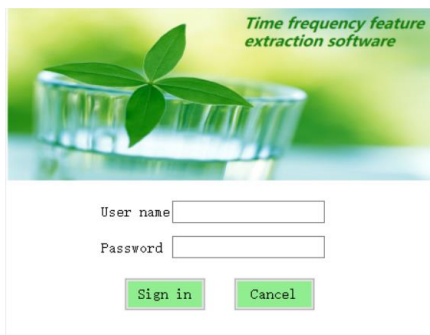 Time frequency feature
extraction software
User name
Password
Sign in
Cancel